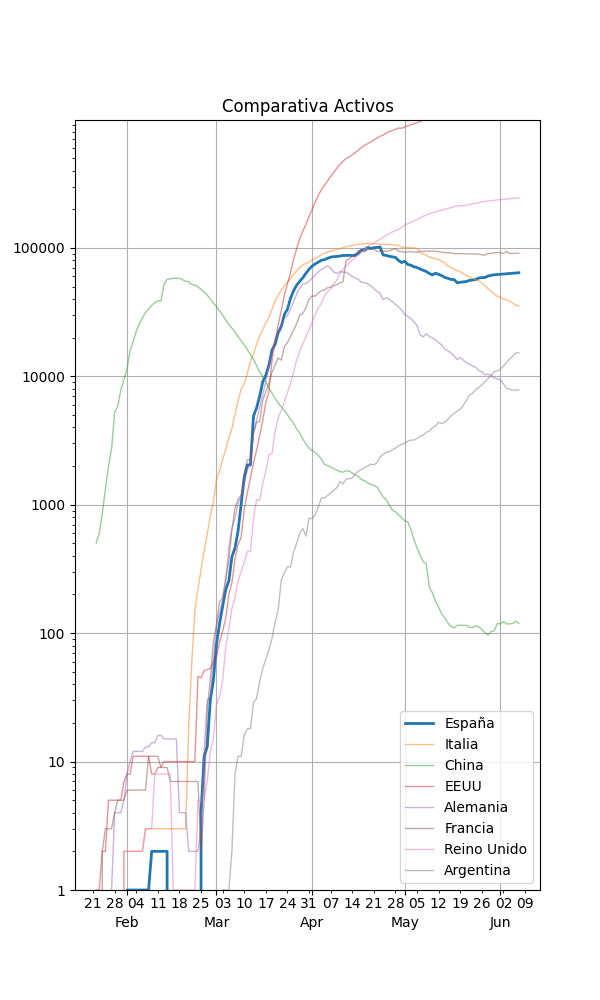 Comparativa Activos
100000
10000
1000
100
10
1
España
Italia
China
EEUU
Alemania
Francia
Reino Unido
Argentina
21 28 04 11 18 25 03 10 17 24 31 07 14 21 28 05 12 19 26 02 09
Feb Mar Apr May Jun